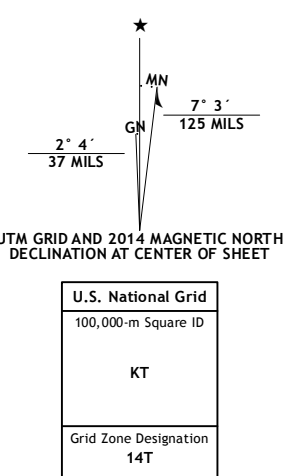 ★
MN
7° 3´
125 MILS
GN
2° 4´
37 MILS
UTM GRID AND 2014 MAGNETIC NORTH
DECLINATION AT CENTER OF SHEET
U.S. National Grid
100,000-m Square ID
KT
Grid Zone Designation
14T